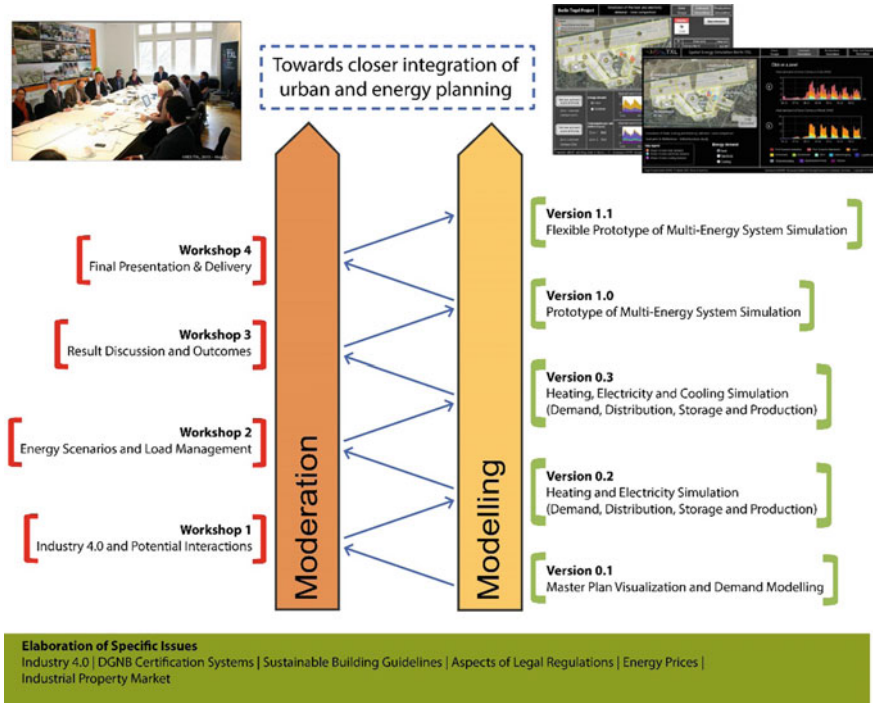 Towards closer integration of
urban and energy planning
Berlin Tegel Project
Moderation
Modelling
Workshop 4
Final Presentation & Delivery
Workshop 3
Result Discussion and Outcomes
Workshop 2
Energy Scenarios and Load Management
Workshop 1
Industry 4.0 and Potential Interactions
Version 1.1
Flexible Prototype of Multi-Energy System Simulation
Version 1.0
Prototype of Multi-Energy System Simulation
Version 0.3
Heating, Electricity and Cooling Simulation
(Demand, Distribution, Storage and Production)
Version 0.2
Heating and Electricity Simulation
(Demand, Distribution, Storage and Production)
Version 0.1
Master Plan Visualization and Demand Modelling
Elaboration of Specific Issues
Industry 4.0 | DGNB Certification Systems | Sustainable Building Guidelines | Aspects of Legal Regulations | Energy Prices |
Industrial Property Market